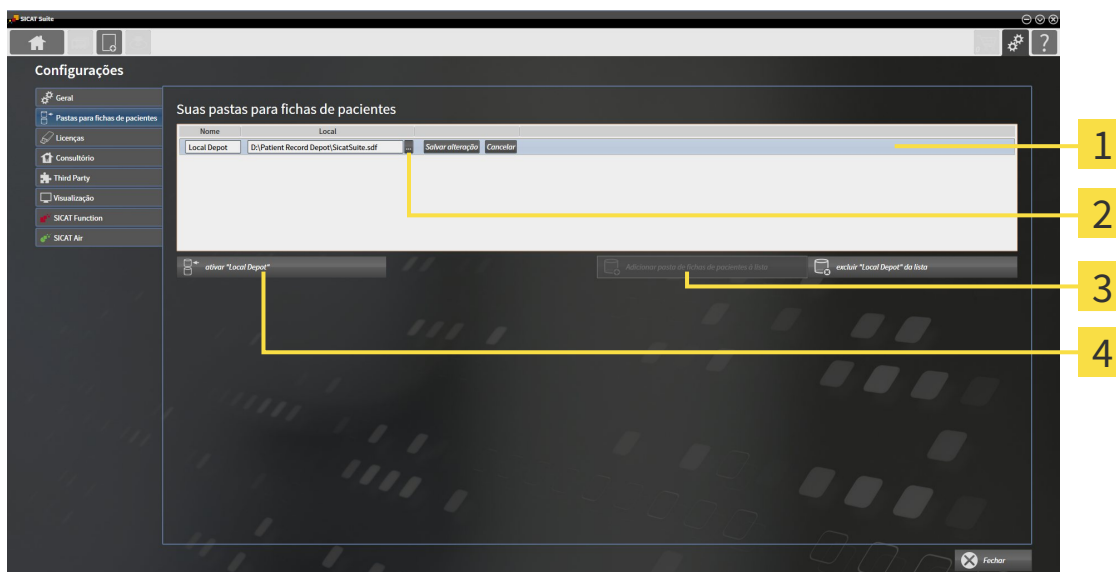 SICAT Suite
?
Configurações
Geral
Pastas para fichas de pacientes
Licenças
Consultório
Third Party
Visualização
SICAT Function
SICAT Air
Suas pastas para fichas de pacientes
Nome Local
Local Depot D:\Patient Record Depot\SicatSuite.sdf ... Salvar alteração Cancelar
ativar "Local Depot" Adicionar pasta de fichas de pacientes à lista excluir "Local Depot" da lista
Fechar
1
2
3
4